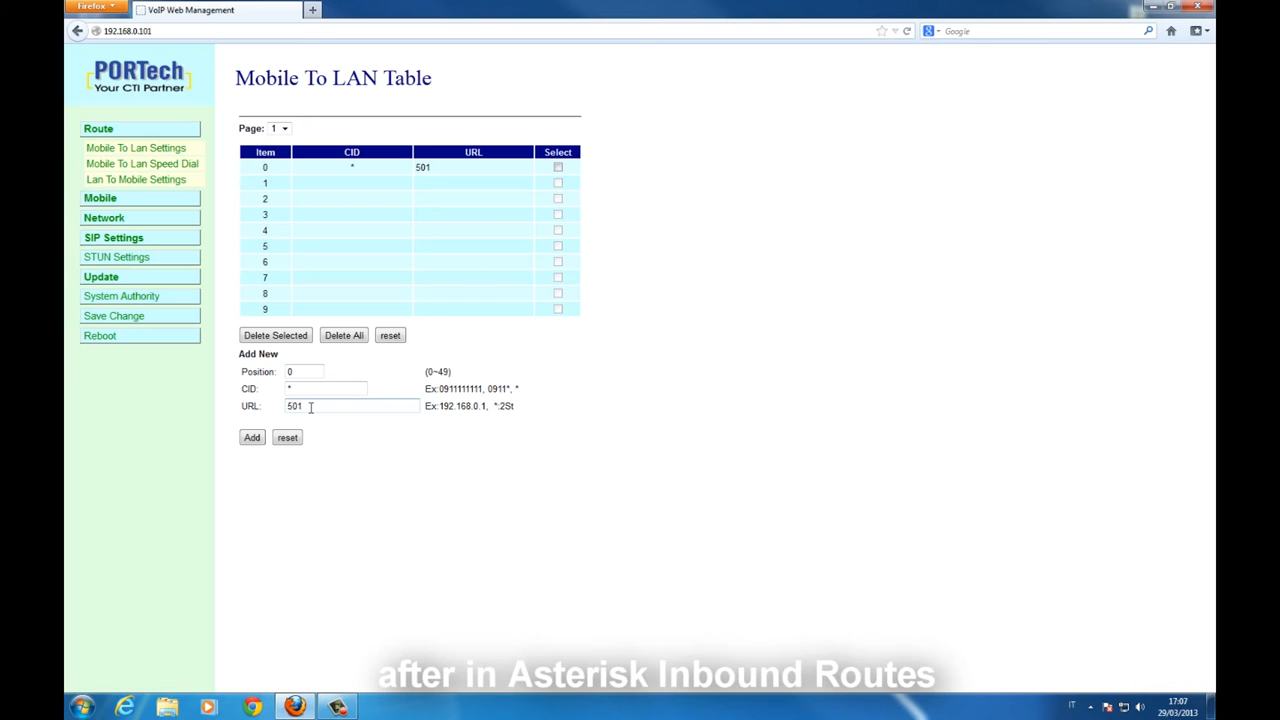 Firefox
VoIP Web Management
192.168.0.101
Google
PORTech
Your CTI Partner
Route
Mobile To Lan Settings
Mobile To Lan Speed Dial
Lan To Mobile Settings
Mobile
Network
SIP Settings
STUN Settings
Update
System Authority
Save Change
Reboot
Mobile To LAN Table
Page: 1
Item CID URL Select
0 * 501
1
2
3
4
5
6
7
8
9
Delete Selected Delete All reset
Add New
Position: 0 (0~49)
CID: * Ex:0911111111, 0911*, *
URL: 501 Ex:192.168.0.1, *:2St
Add reset
after in Asterisk Inbound Routes
IT 17:07
29/03/2013